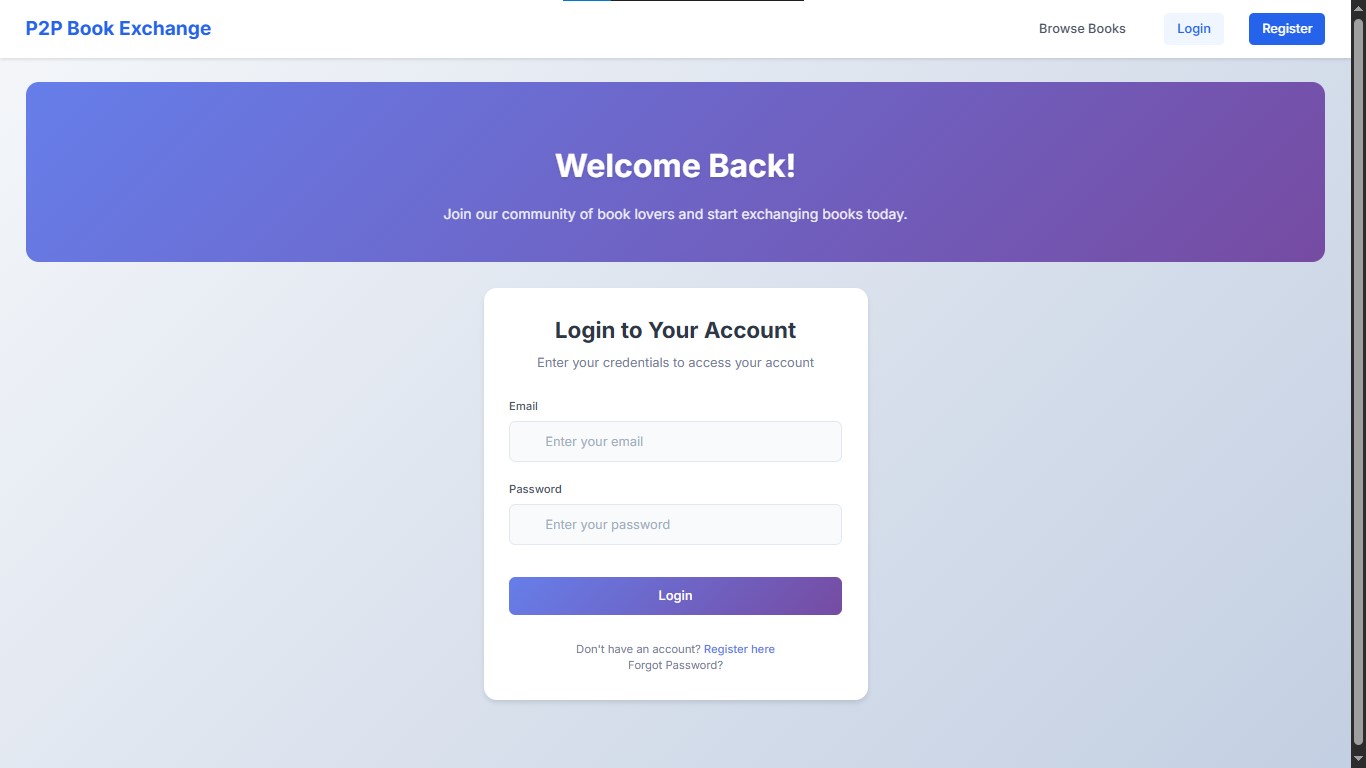 P2P Book Exchange
Browse Books
Login
Register
Welcome Back!
Join our community of book lovers and start exchanging books today.
Login to Your Account
Enter your credentials to access your account
Email
Enter your email
Password
Enter your password
Login
Don't have an account? Register here
Forgot Password?